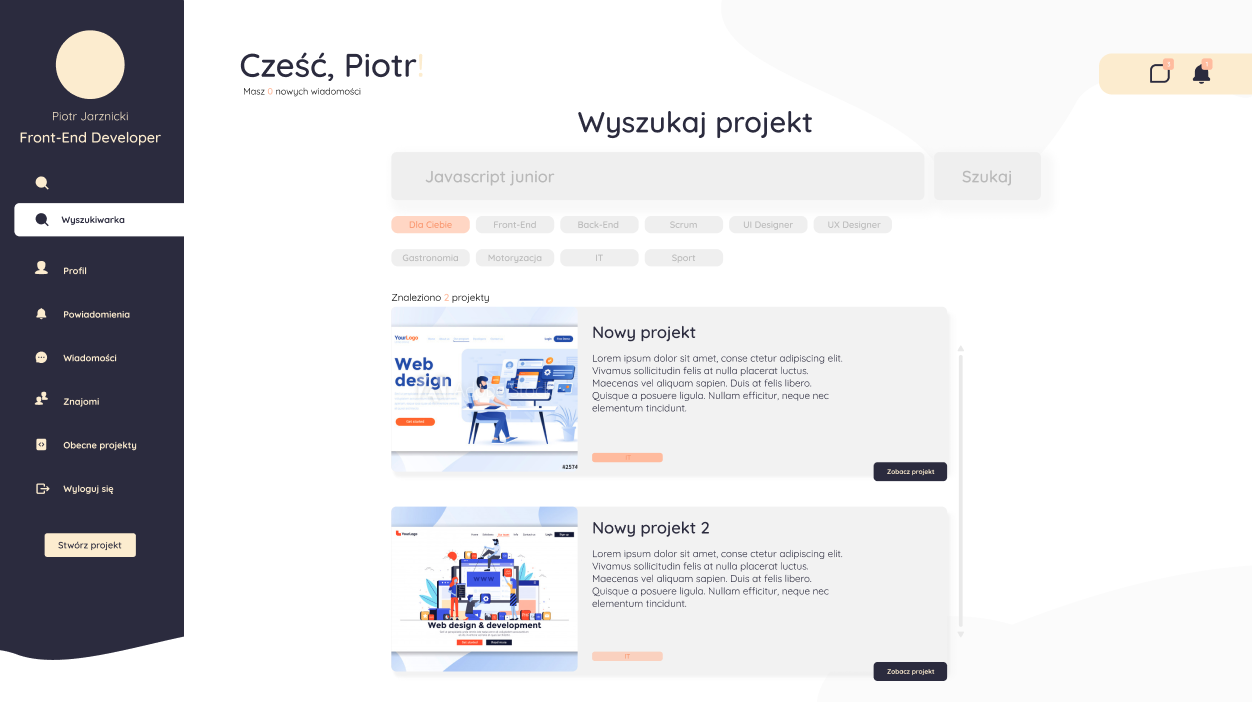 Piotr Jarznicki
Front-End Developer
Wyszukiwarka
Profil
Powiadomienia
Wiadomości
Znajomi
Obecne projekty
Wyloguj się
Stwórz projekt
Cześć, Piotr!
Masz 0 nowych wiadomości
Wyszukaj projekt
Javascript junior
Szukaj
Dla Ciebie Front-End Back-End Scrum UI Designer UX Designer
Gastronomia Motoryzacja IT Sport
Znaleziono 2 projekty
YourLogo
Web
design
#2574
Nowy projekt
Lorem ipsum dolor sit amet, conse ctetur adipiscing elit.
Vivamus sollicitudin felis at nulla placerat luctus.
Maecenas vel aliquam sapien. Duis at felis libero.
Quisque a posuere ligula. Nullam efficitur, neque nec
elementum tincidunt.
IT
Zobacz projekt
YourLogo
WWW
Web design & development
Nowy projekt 2
Lorem ipsum dolor sit amet, conse ctetur adipiscing elit.
Vivamus sollicitudin felis at nulla placerat luctus.
Maecenas vel aliquam sapien. Duis at felis libero.
Quisque a posuere ligula. Nullam efficitur, neque nec
elementum tincidunt.
IT
Zobacz projekt